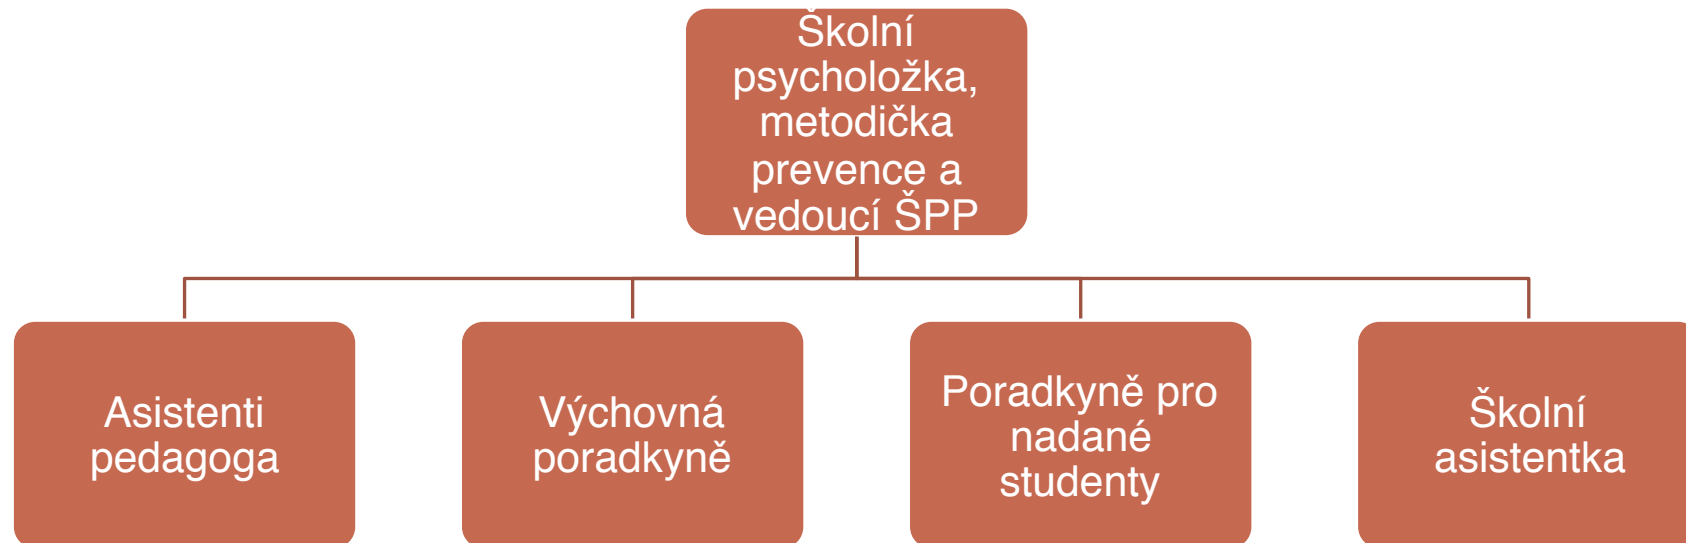 Školní
psycholožka,
metodička
prevence a
vedoucí ŠPP
Asistenti
pedagoga
Výchovná
poradkyně
Poradkyně pro
nadané
studenty
Školní
asistentka